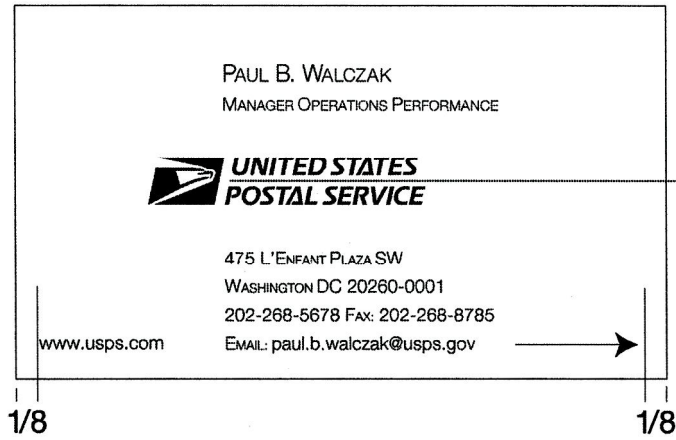 PAUL B. WALCZAK
MANAGER OPERATIONS PERFORMANCE
UNITED STATES
POSTAL SERVICE
475 L'ENFANT PLAZA SW
WASHINGTON DC 20260-0001
202-268-5678 FAX: 202-268-8785
www.usps.com EMAIL: paul.b.walczak@usps.gov
1/8 1/8